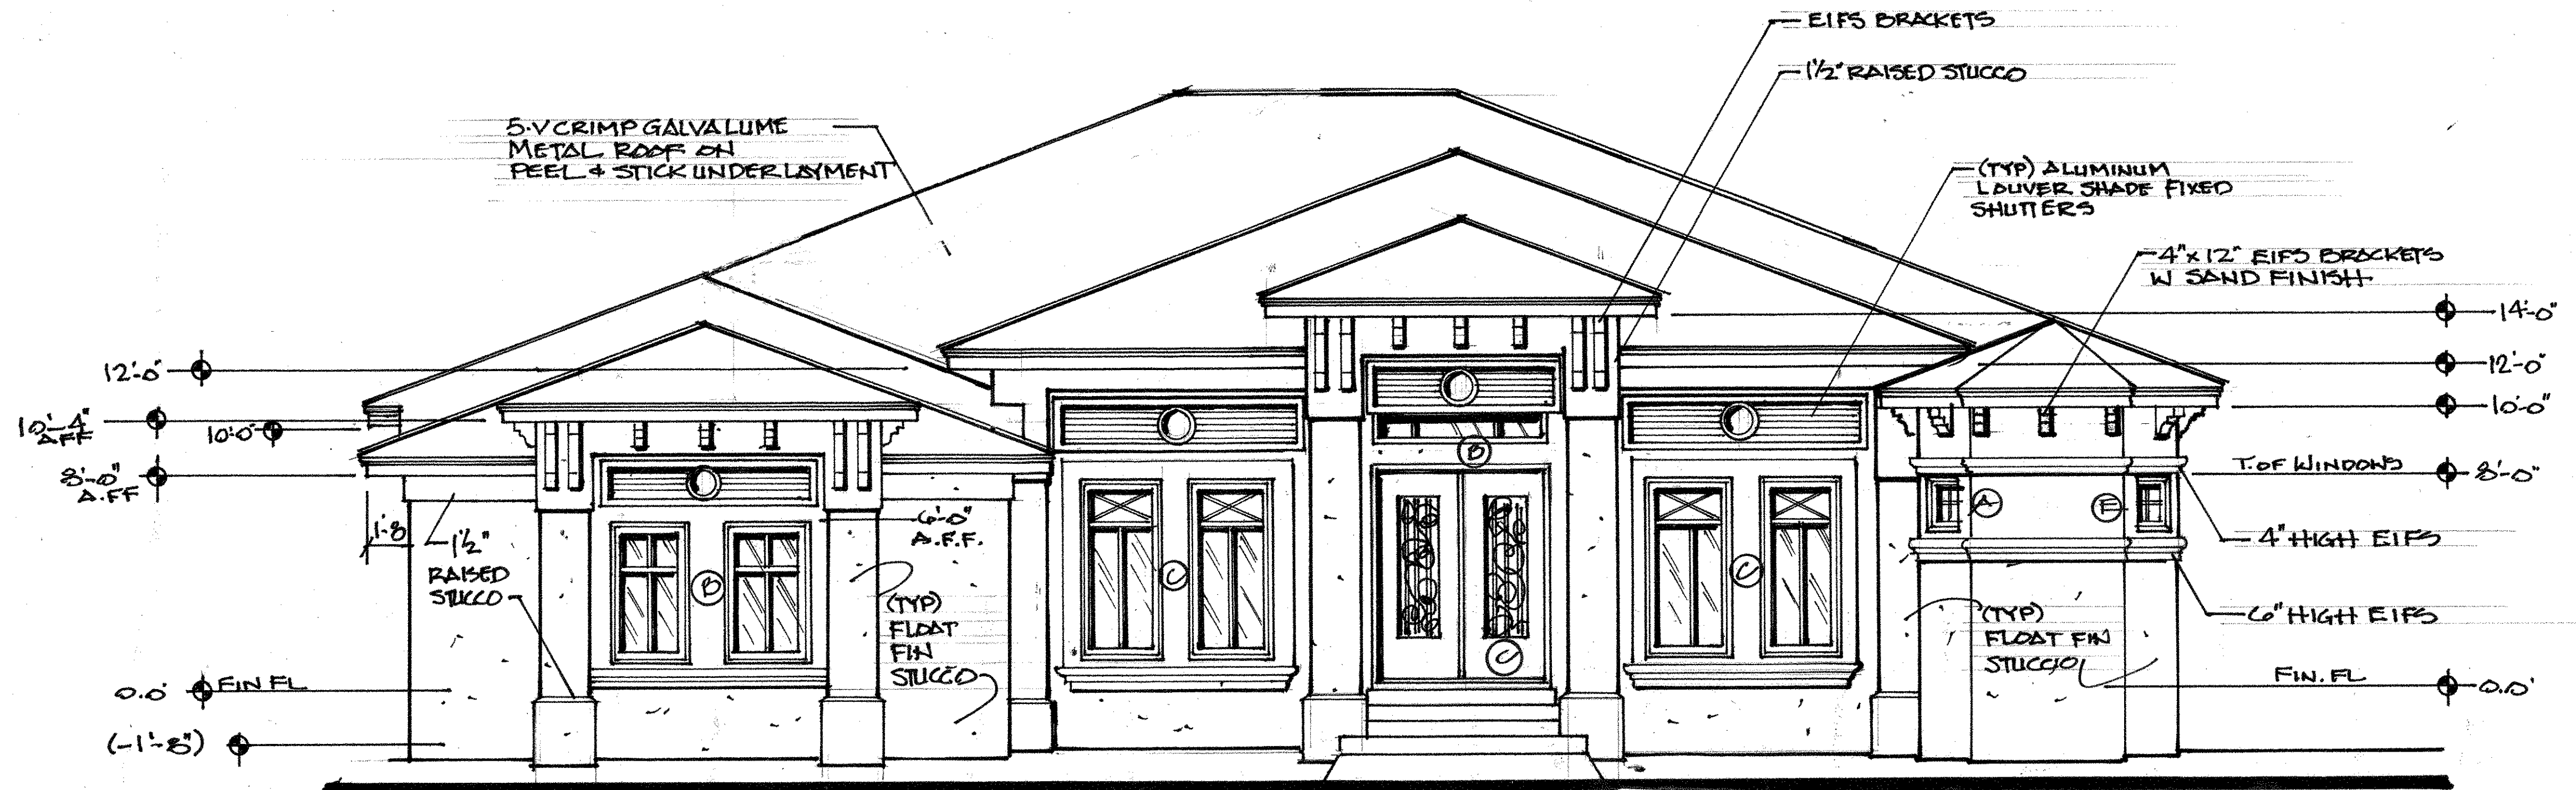 EIFS BRACKETS
1½" RAISED STUCCO
5-V CRIMP GALVALUME
METAL ROOF ON
PEEL & STICK UNDERLAYMENT
(TYP) ALUMINUM
LOUVER SHADE FIXED
SHUTTERS
4"x12" EIFS BRACKETS
W SAND FINISH
14'-0"
12'-0"
12'-0"
10'-4"
A.FF
10'-0"
10'-0"
8'-0"
A.FF
T. OF WINDOWS
8'-0"
B
A
E
1'-8
1½"
RAISED
STUCCO
6'-0"
A.F.F.
4" HIGH EIFS
B
C
C
(TYP)
FLOAT
FIN
STUCCO
(TYP)
FLOAT FIN
STUCCO
6" HIGH EIFS
C
0.0'
FIN FL
FIN. FL
0.0'
(-1'-8")